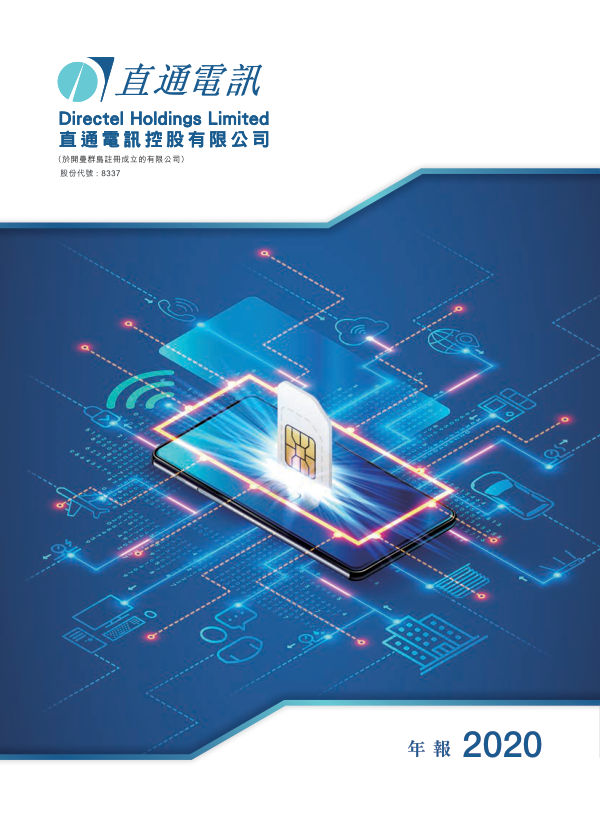 直通電訊
Directel Holdings Limited
直通電訊控股有限公司
（於開曼群島註冊成立的有限公司）
股份代號：8337
年報 2020